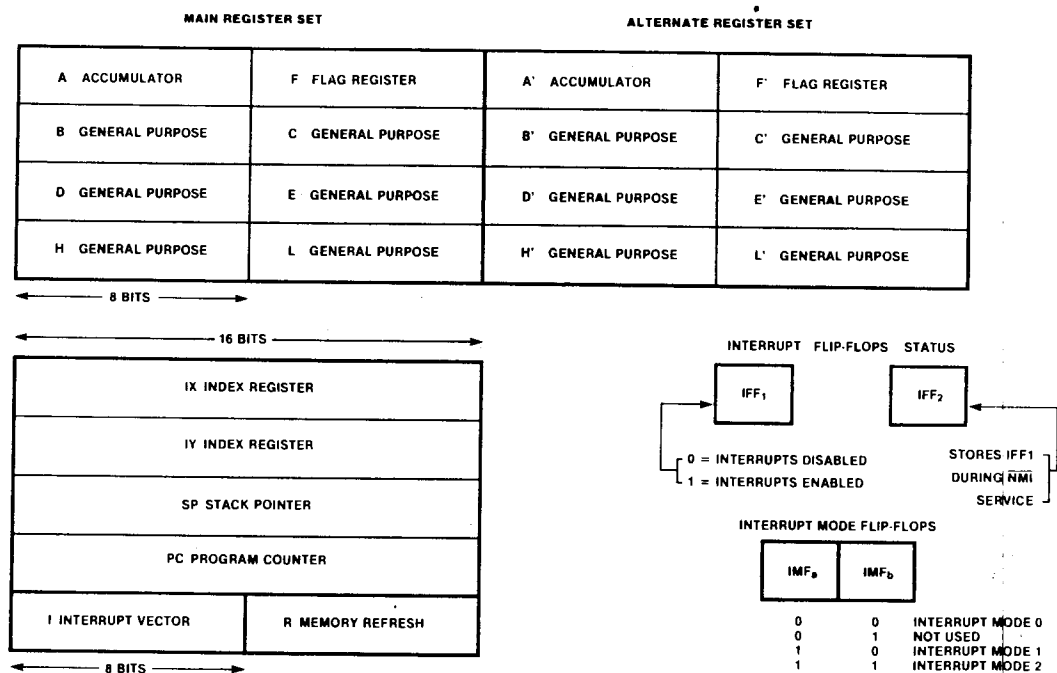 MAIN REGISTER SET
ALTERNATE REGISTER SET
A ACCUMULATOR
F FLAG REGISTER
A' ACCUMULATOR
F' FLAG REGISTER
B GENERAL PURPOSE
C GENERAL PURPOSE
B' GENERAL PURPOSE
C' GENERAL PURPOSE
D GENERAL PURPOSE
E GENERAL PURPOSE
D' GENERAL PURPOSE
E' GENERAL PURPOSE
H GENERAL PURPOSE
L GENERAL PURPOSE
H' GENERAL PURPOSE
L' GENERAL PURPOSE
8 BITS
16 BITS
IX INDEX REGISTER
IY INDEX REGISTER
SP STACK POINTER
PC PROGRAM COUNTER
I INTERRUPT VECTOR
R MEMORY REFRESH
8 BITS
INTERRUPT FLIP-FLOPS STATUS
IFF₁
IFF₂
0 = INTERRUPTS DISABLED
1 = INTERRUPTS ENABLED
STORES IFF1
DURING N̅M̅I̅
SERVICE
INTERRUPT MODE FLIP-FLOPS
IMFₐ
IMF_b
0 0 INTERRUPT MODE 0
0 1 NOT USED
1 0 INTERRUPT MODE 1
1 1 INTERRUPT MODE 2